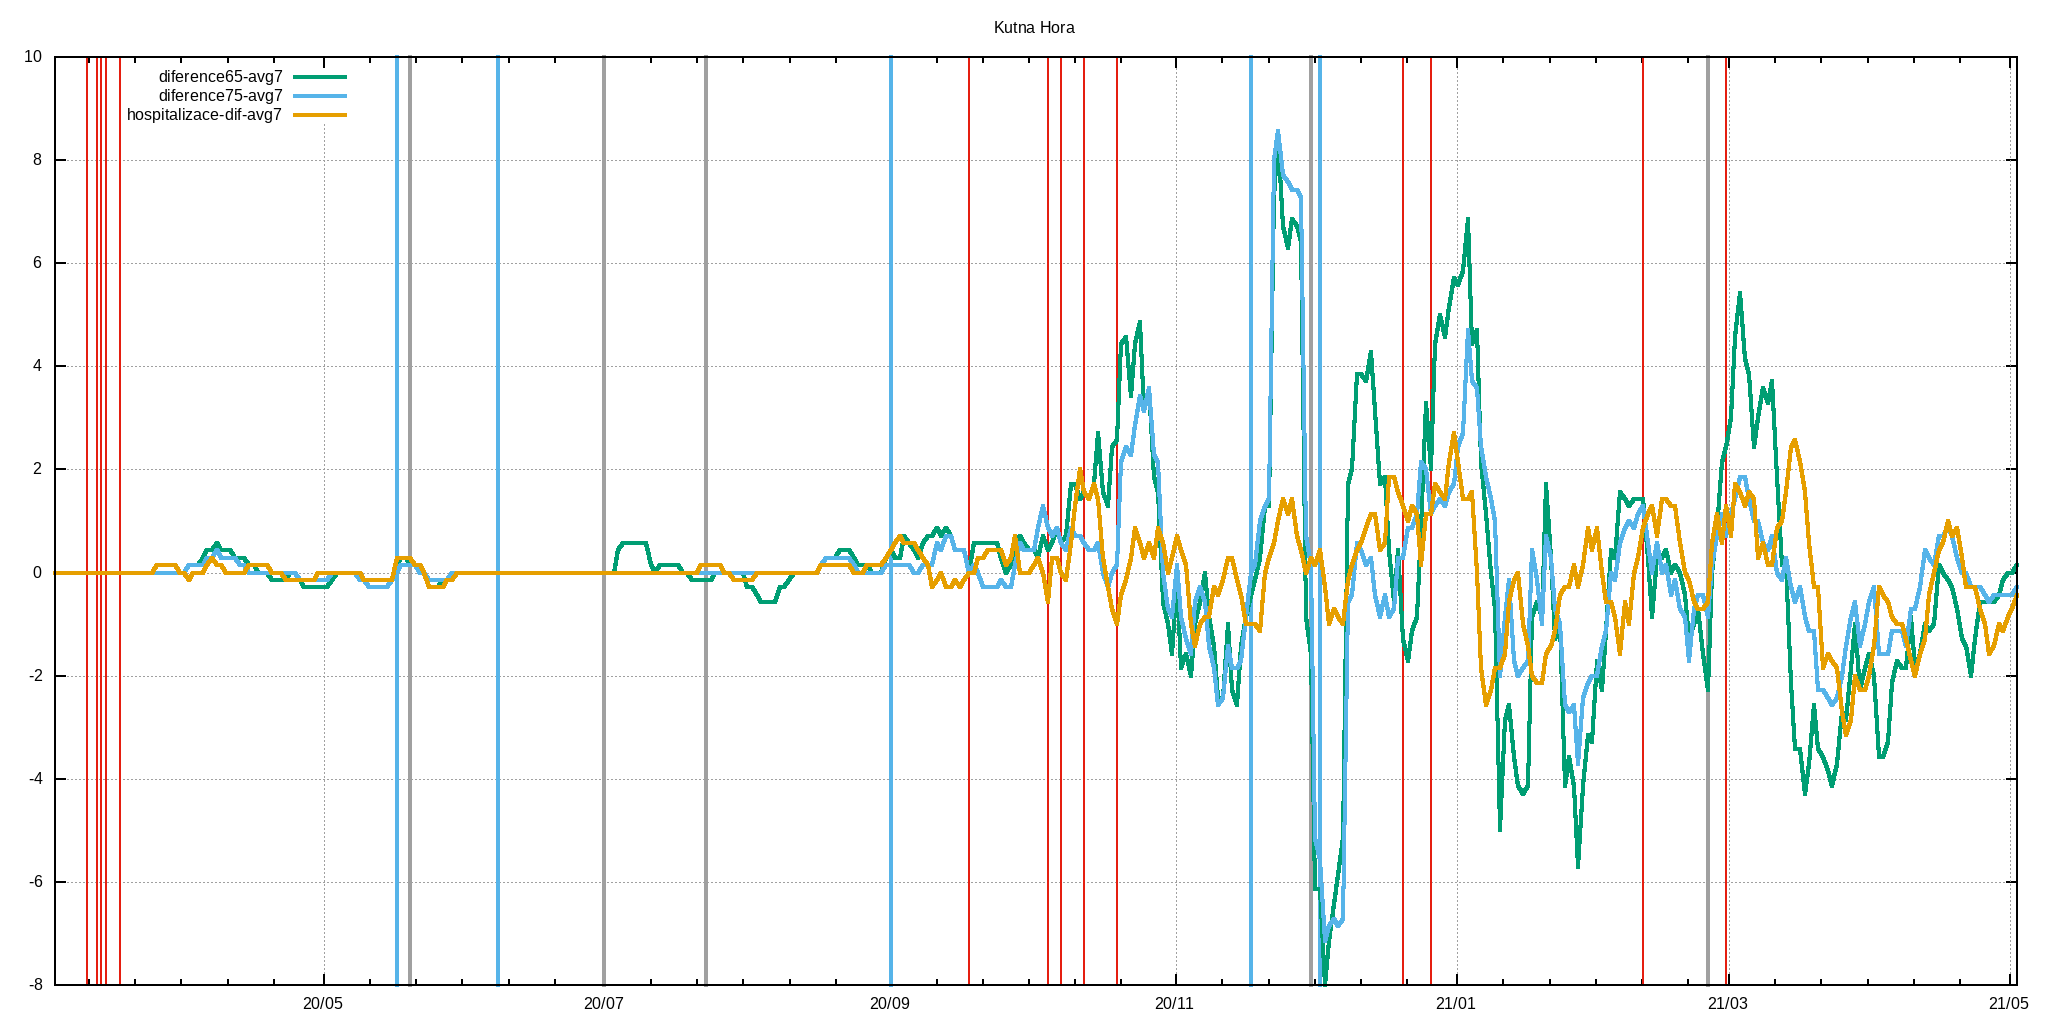 Kutna Hora
diference65-avg7
diference75-avg7
hospitalizace-dif-avg7
10
8
6
4
2
0
-2
-4
-6
-8
20/05 20/07 20/09 20/11 21/01 21/03 21/05